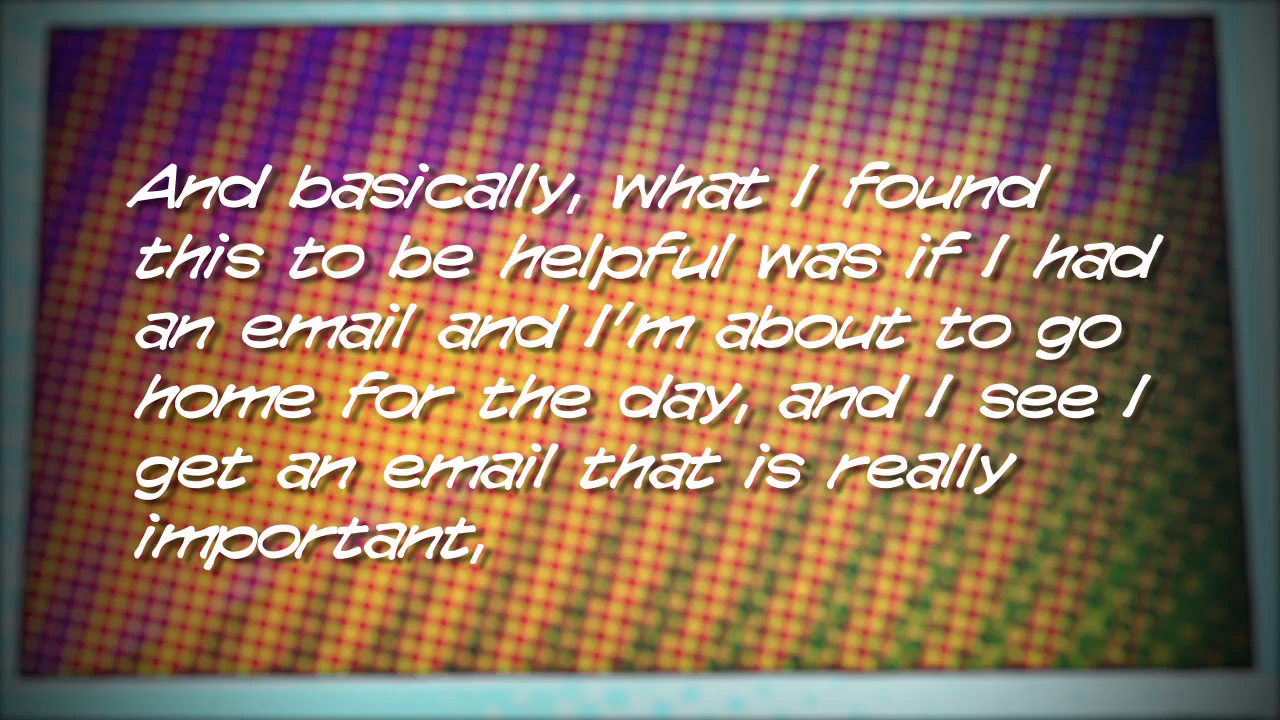 And basically, what I found
this to be helpful was if I had
an email and I'm about to go
home for the day, and I see I
get an email that is really
important,